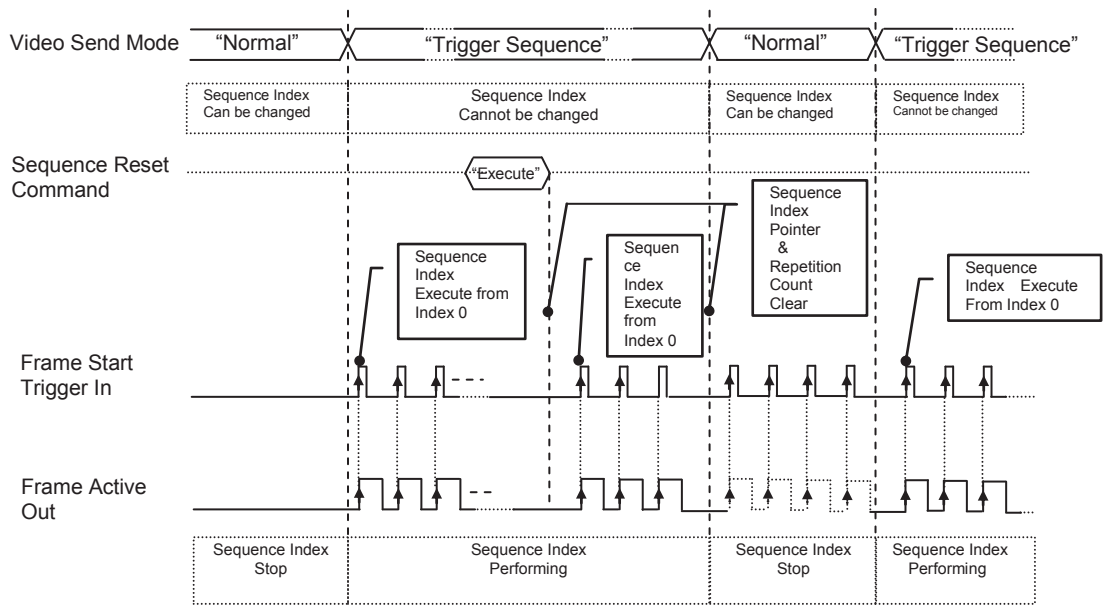 Video Send Mode
“Normal”
“Trigger Sequence”
“Normal”
“Trigger Sequence”
Sequence Index
Can be changed
Sequence Index
Cannot be changed
Sequence Index
Can be changed
Sequence Index
Cannot be changed
Sequence Reset
Command
“Execute”
Sequence
Index
Execute from
Index 0
Sequen
ce
Index
Execute
from
Index 0
Sequence
Index
Pointer
&
Repetition
Count
Clear
Sequence
Index Execute
From Index 0
Frame Start
Trigger In
Frame Active
Out
Sequence Index
Stop
Sequence Index
Performing
Sequence Index
Stop
Sequence Index
Performing